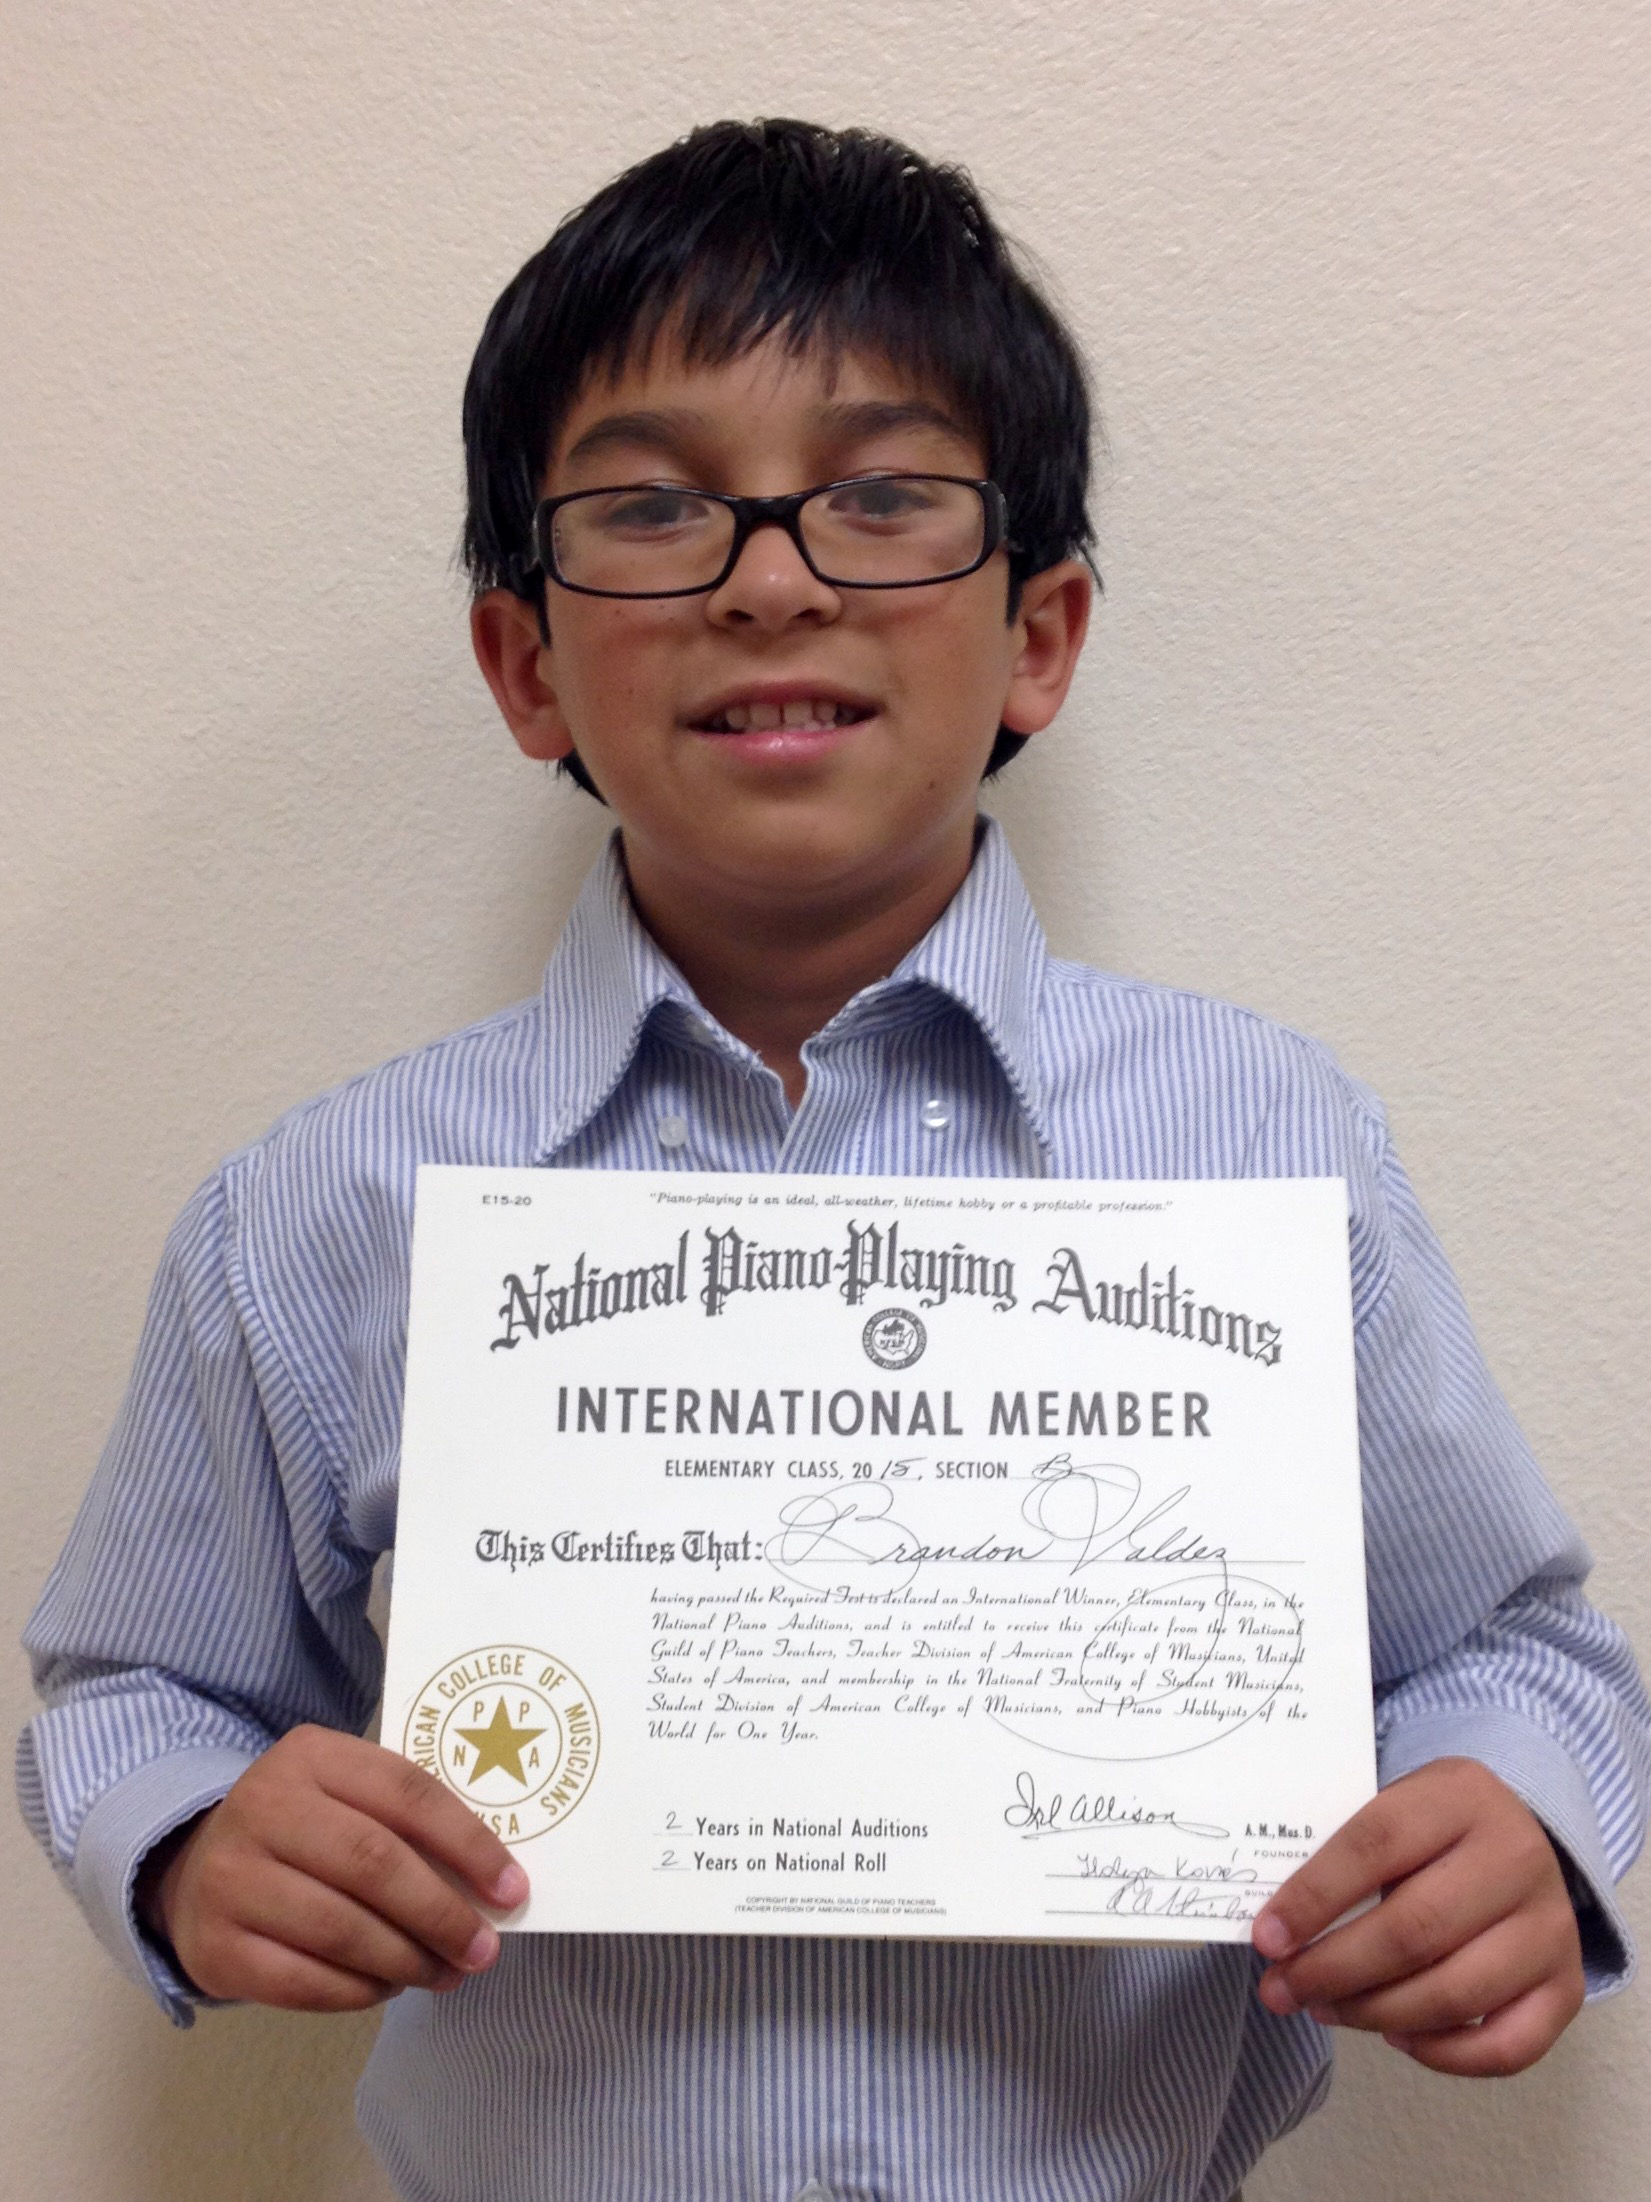 E15-20
"Piano-playing is an ideal, all-weather, lifetime hobby or a profitable profession."
National Piano-Playing Auditions
INTERNATIONAL MEMBER
ELEMENTARY CLASS, 20 15, SECTION B
This Certifies That: Brandon Valdez
having passed the Required Test is declared an International Winner, Elementary Class, in the
National Piano Auditions, and is entitled to receive this certificate from the National
Guild of Piano Teachers, Teacher Division of American College of Musicians, United
States of America, and membership in the National Fraternity of Student Musicians,
Student Division of American College of Musicians, and Piano Hobbyists of the
World for One Year.
RICAN COLLEGE OF MUSICIANS
P P
N A
USA
2 Years in National Auditions
2 Years on National Roll
Irl Allison
A. M., Mus. D.
FOUNDER
GUILD
COPYRIGHT BY NATIONAL GUILD OF PIANO TEACHERS
(TEACHER DIVISION OF AMERICAN COLLEGE OF MUSICIANS)